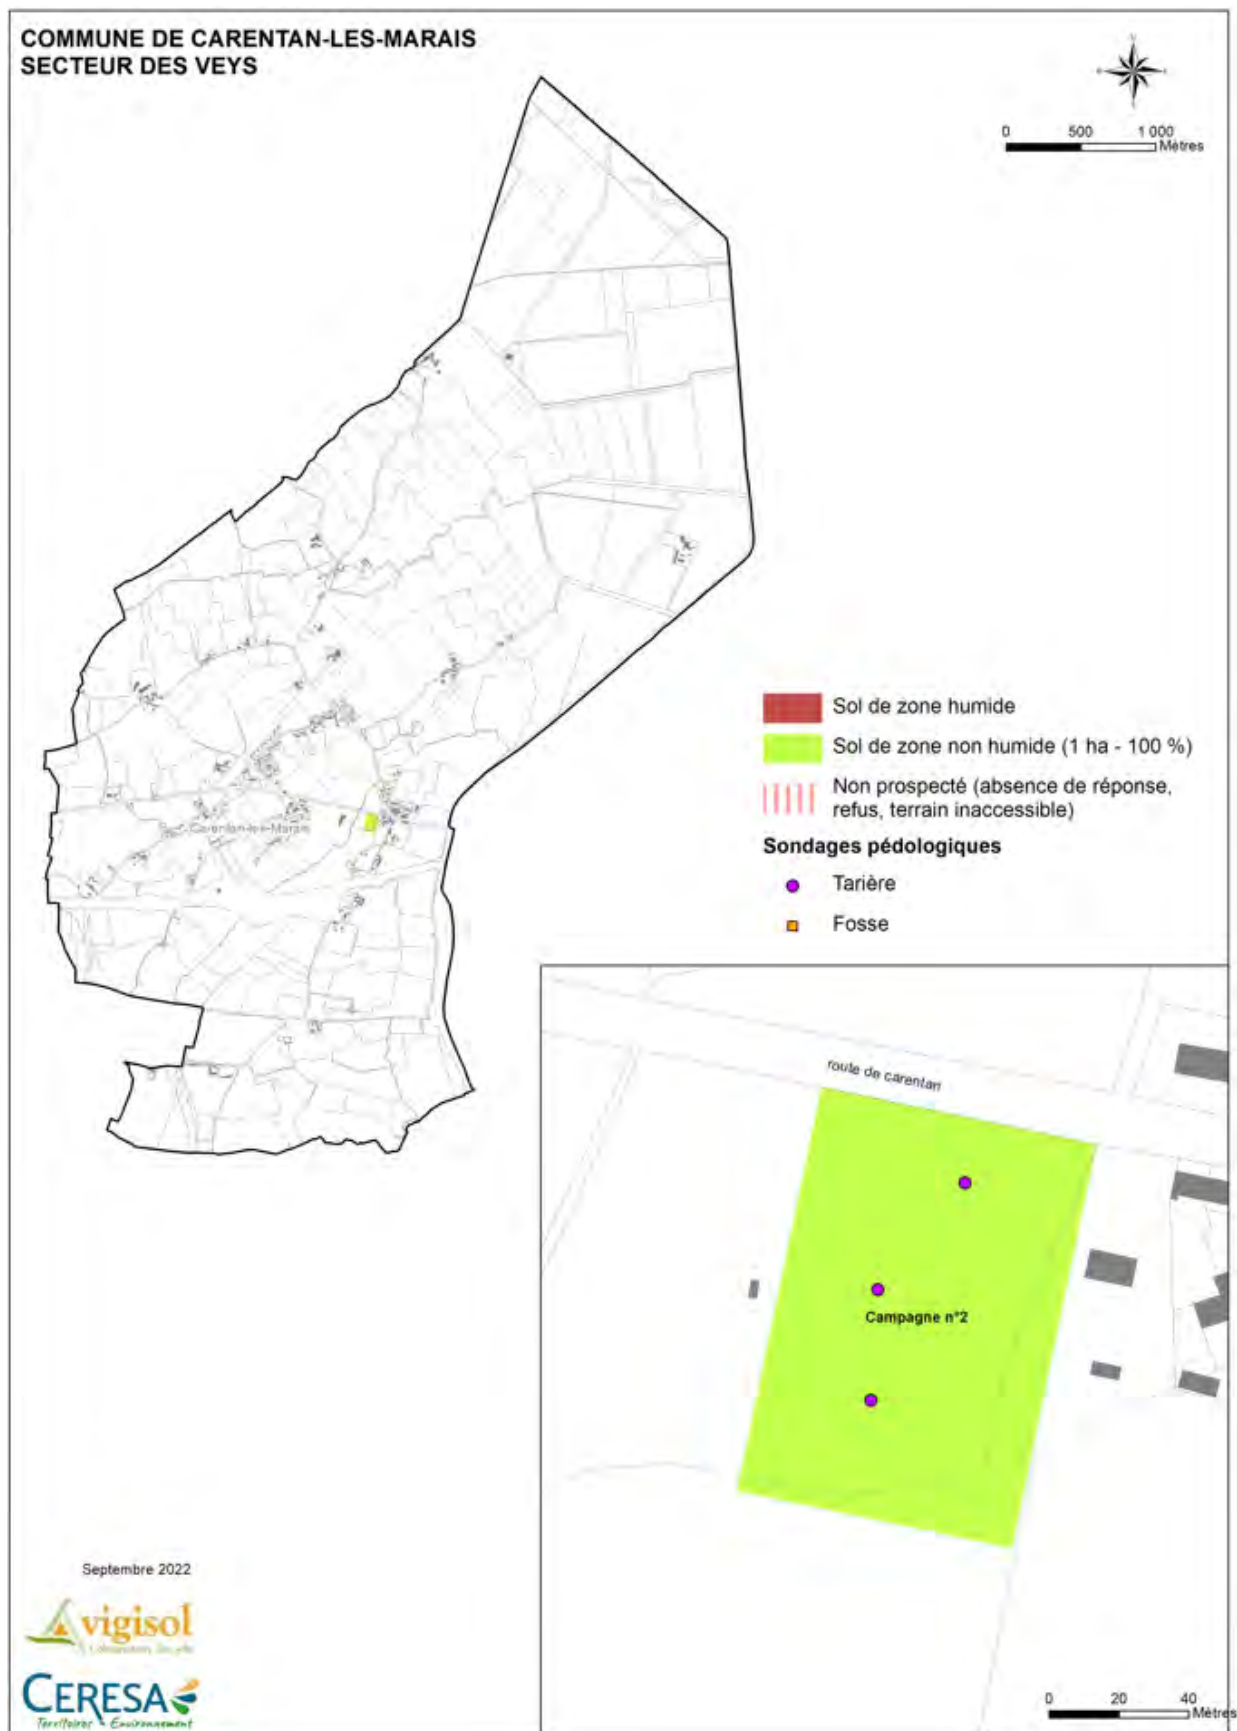 COMMUNE DE CARENTAN-LES-MARAIS
SECTEUR DES VEYS
0 500 1 000
Mètres
Sol de zone humide
Sol de zone non humide (1 ha - 100 %)
Non prospecté (absence de réponse,
refus, terrain inaccessible)
Sondages pédologiques
Tarière
Fosse
Carentan-les-Marais
route de carentan
Campagne n°2
Septembre 2022
vigisol
CERESA
Territoires Environnement
0 20 40
Mètres